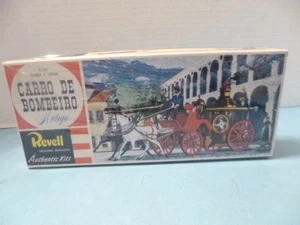 CARRO DE
BOMBEIRO
Antigo
Revell
Authentic Kits